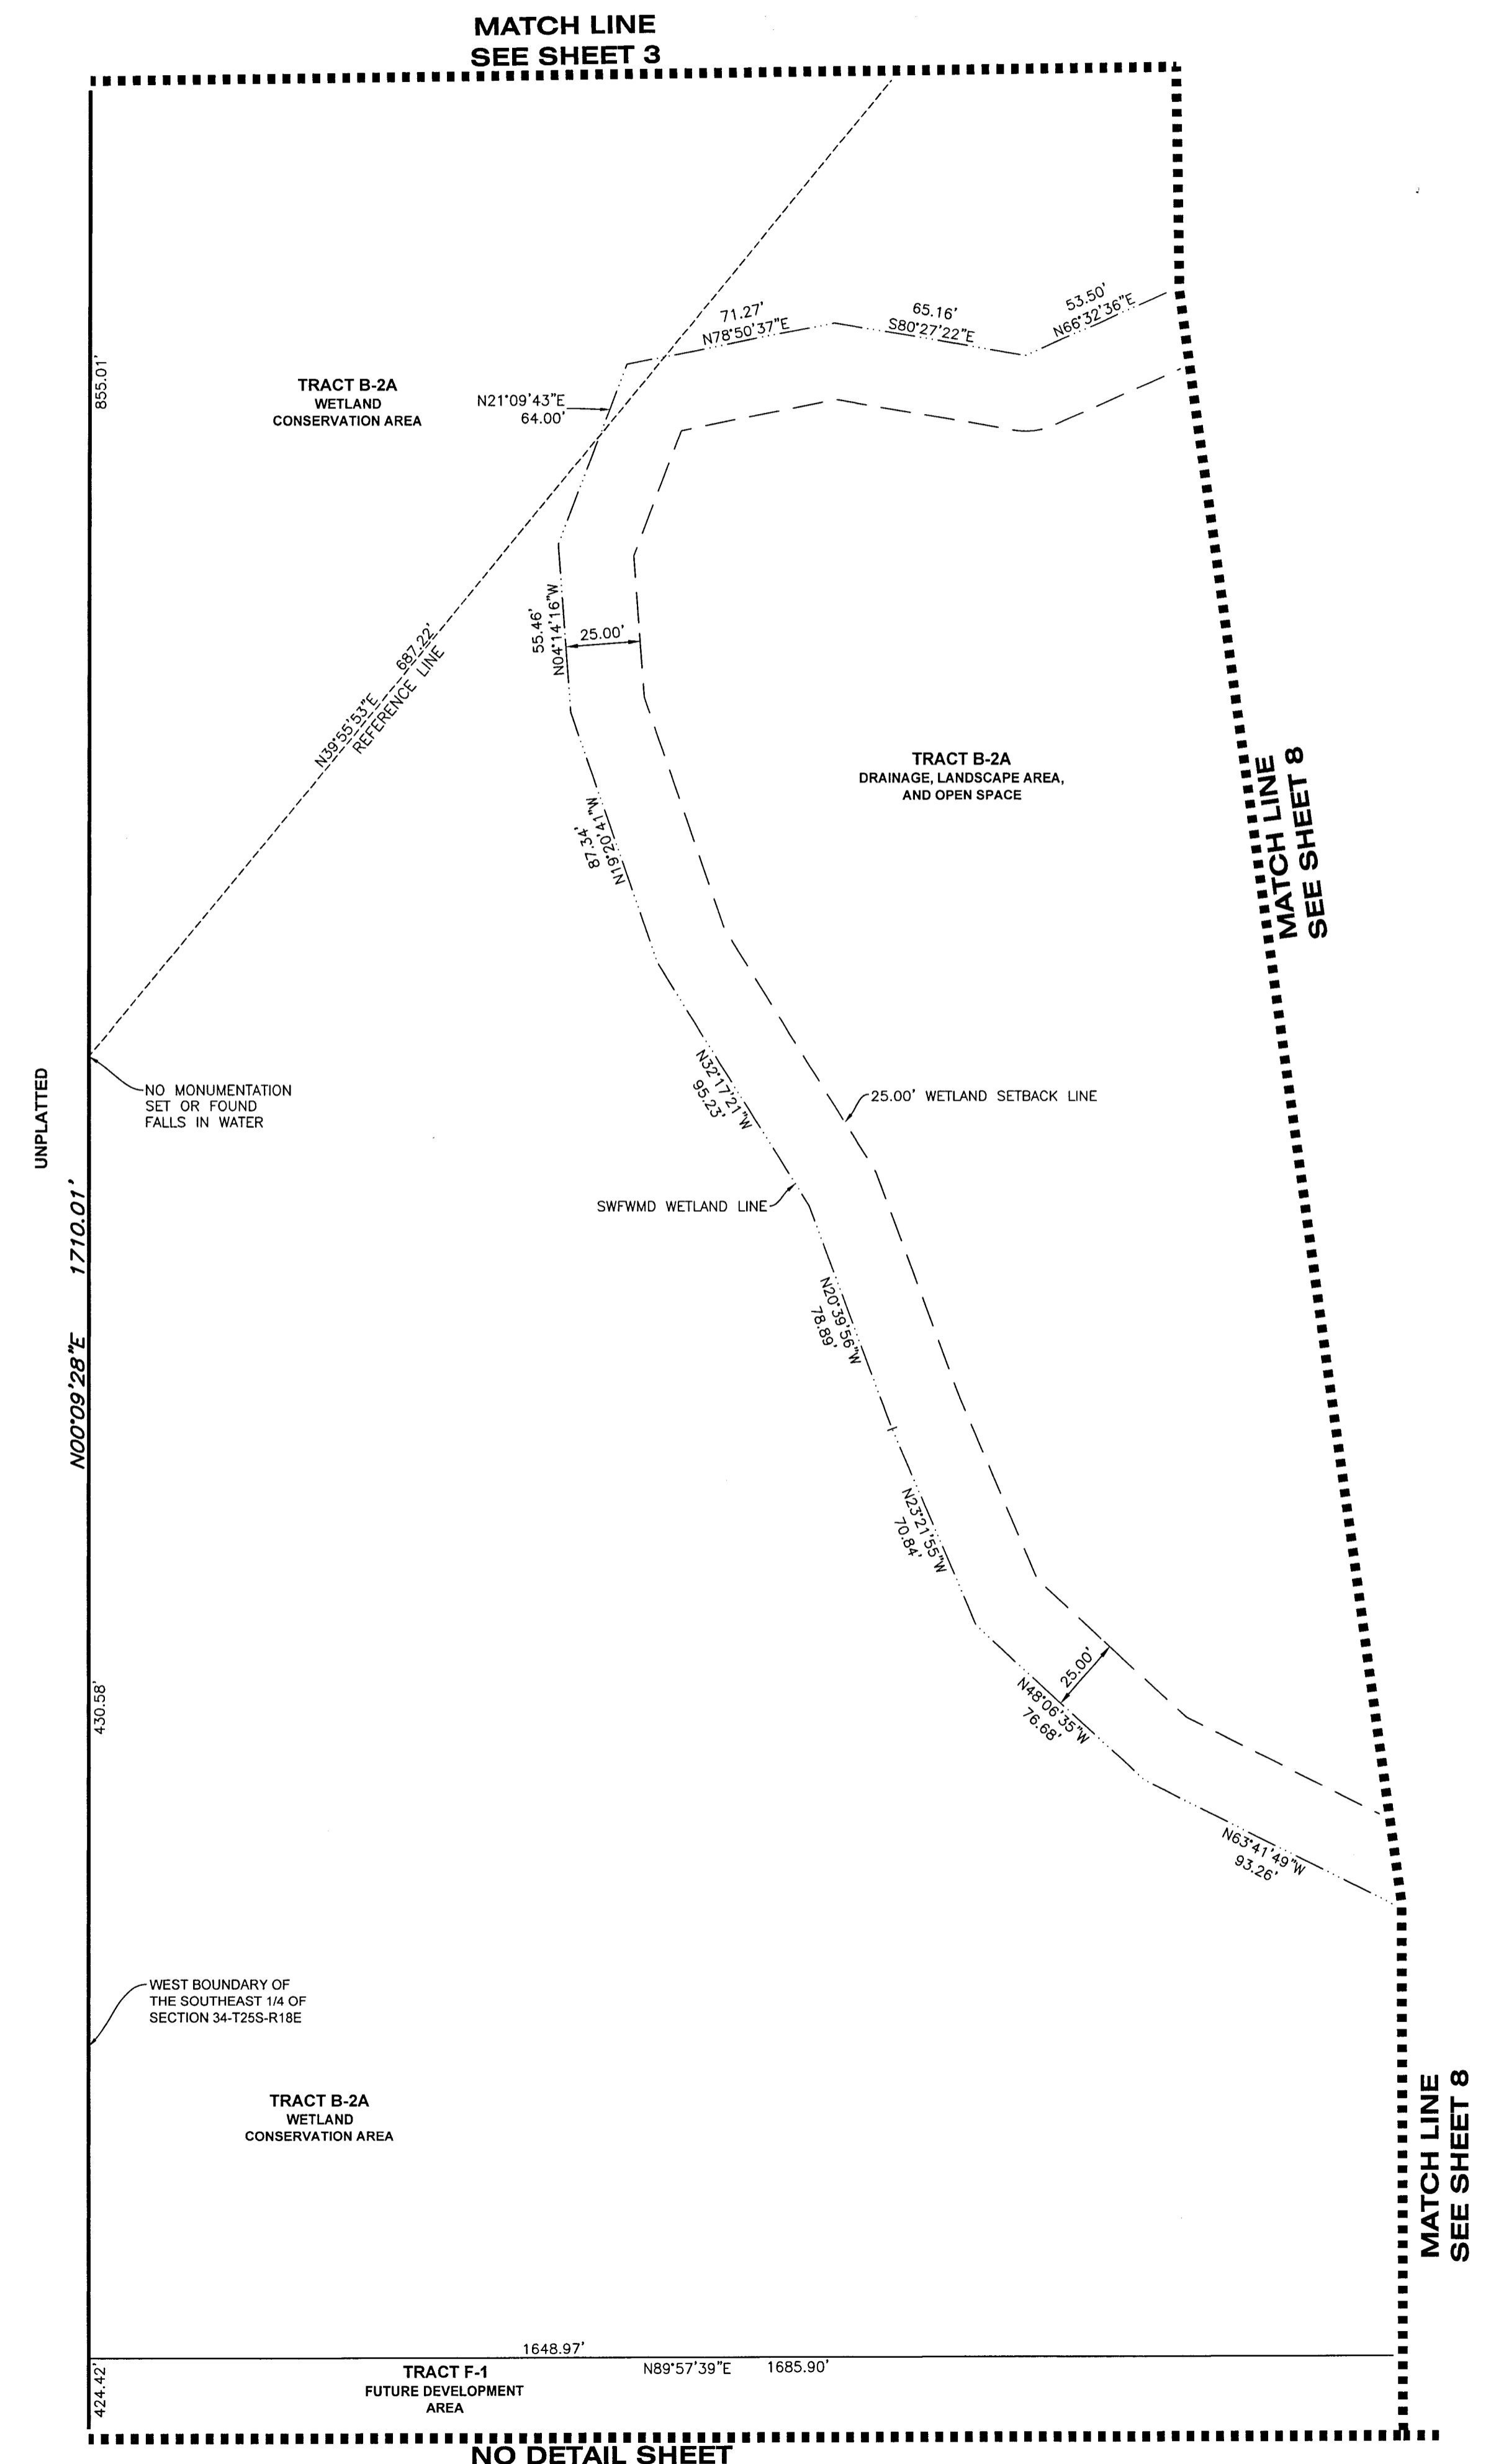 MATCH LINE
SEE SHEET 3
71.27'
N78°50'37"E
65.16'
S80°27'22"E
53.50'
N66°32'36"E
855.01'
TRACT B-2A
WETLAND
CONSERVATION AREA
N21°09'43"E
64.00'
55.46'
N04°14'16"W
25.00'
687.22'
N39°55'53"E
REFERENCE LINE
TRACT B-2A
DRAINAGE, LANDSCAPE AREA,
AND OPEN SPACE
MATCH LINE
SEE SHEET 8
87.34'
N19°20'41"W
NO MONUMENTATION
SET OR FOUND
FALLS IN WATER
UNPLATTED
N32°17'21"W
95.23'
25.00' WETLAND SETBACK LINE
SWFWMD WETLAND LINE
N00°09'28"E 1710.01'
N20°39'56"W
78.89'
N23°21'55"W
70.84'
25.00'
N48°06'35"W
76.68'
430.58'
N63°41'49"W
93.26'
WEST BOUNDARY OF
THE SOUTHEAST 1/4 OF
SECTION 34-T25S-R18E
TRACT B-2A
WETLAND
CONSERVATION AREA
MATCH LINE
SEE SHEET 8
1648.97'
N89°57'39"E 1685.90'
424.42'
TRACT F-1
FUTURE DEVELOPMENT
AREA
NO DETAIL SHEET